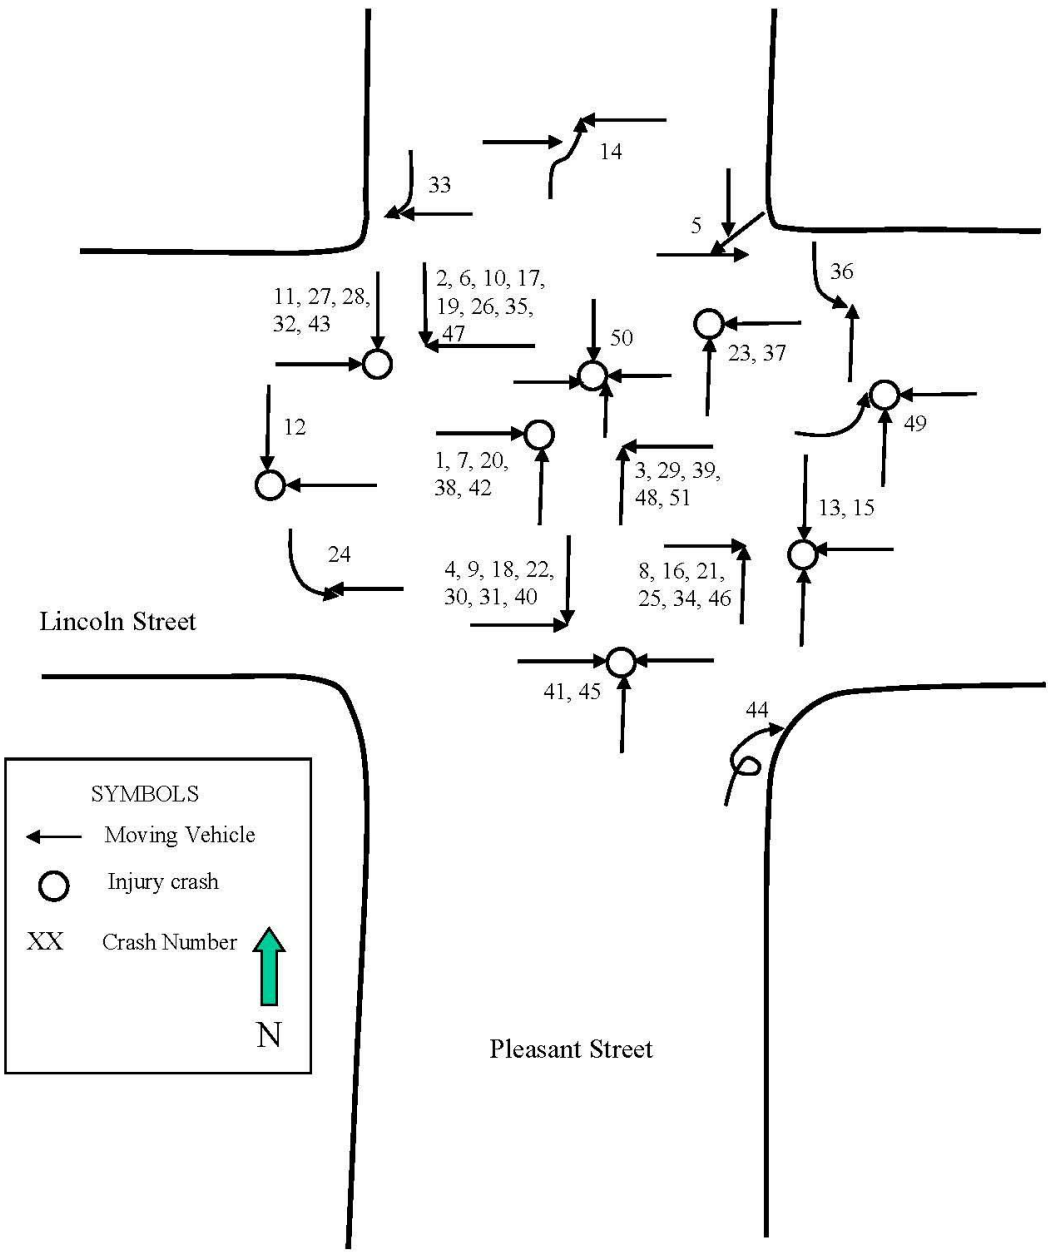 14
33
5
36
11, 27, 28,
32, 43
2, 6, 10, 17,
19, 26, 35,
47
50
23, 37
12
49
1, 7, 20,
38, 42
3, 29, 39,
48, 51
13, 15
24
4, 9, 18, 22,
30, 31, 40
8, 16, 21,
25, 34, 46
Lincoln Street
41, 45
44
SYMBOLS
Moving Vehicle
Injury crash
XX Crash Number
N
Pleasant Street